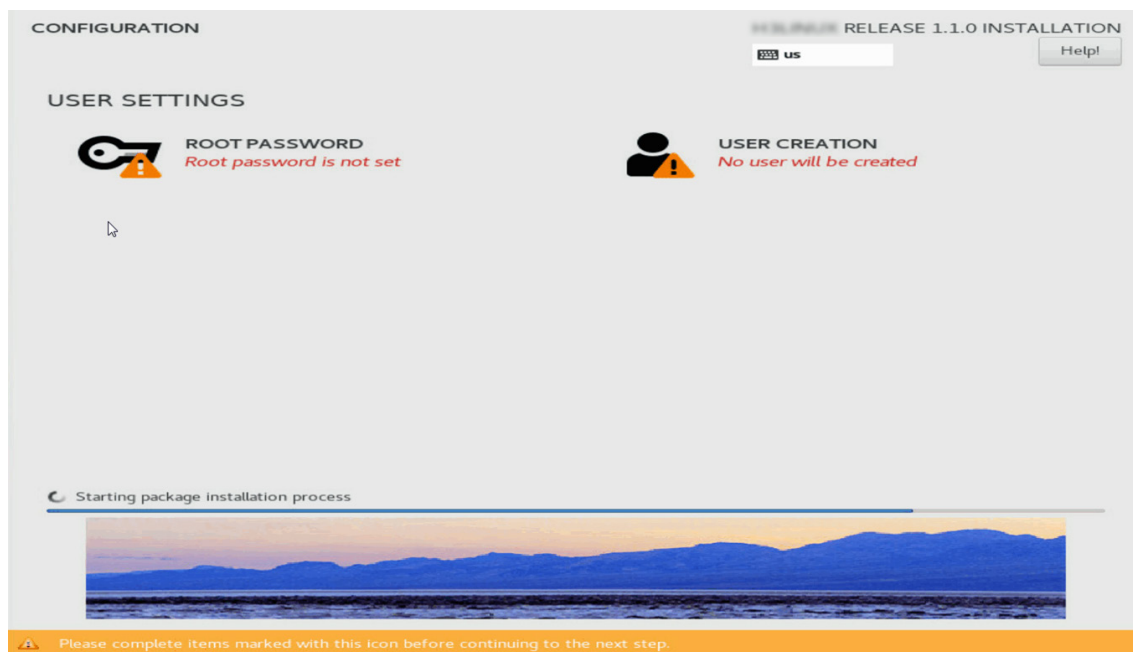 CONFIGURATION
RELEASE 1.1.0 INSTALLATION
us
Help!
USER SETTINGS
ROOT PASSWORD
Root password is not set
USER CREATION
No user will be created
Starting package installation process
Please complete items marked with this icon before continuing to the next step.